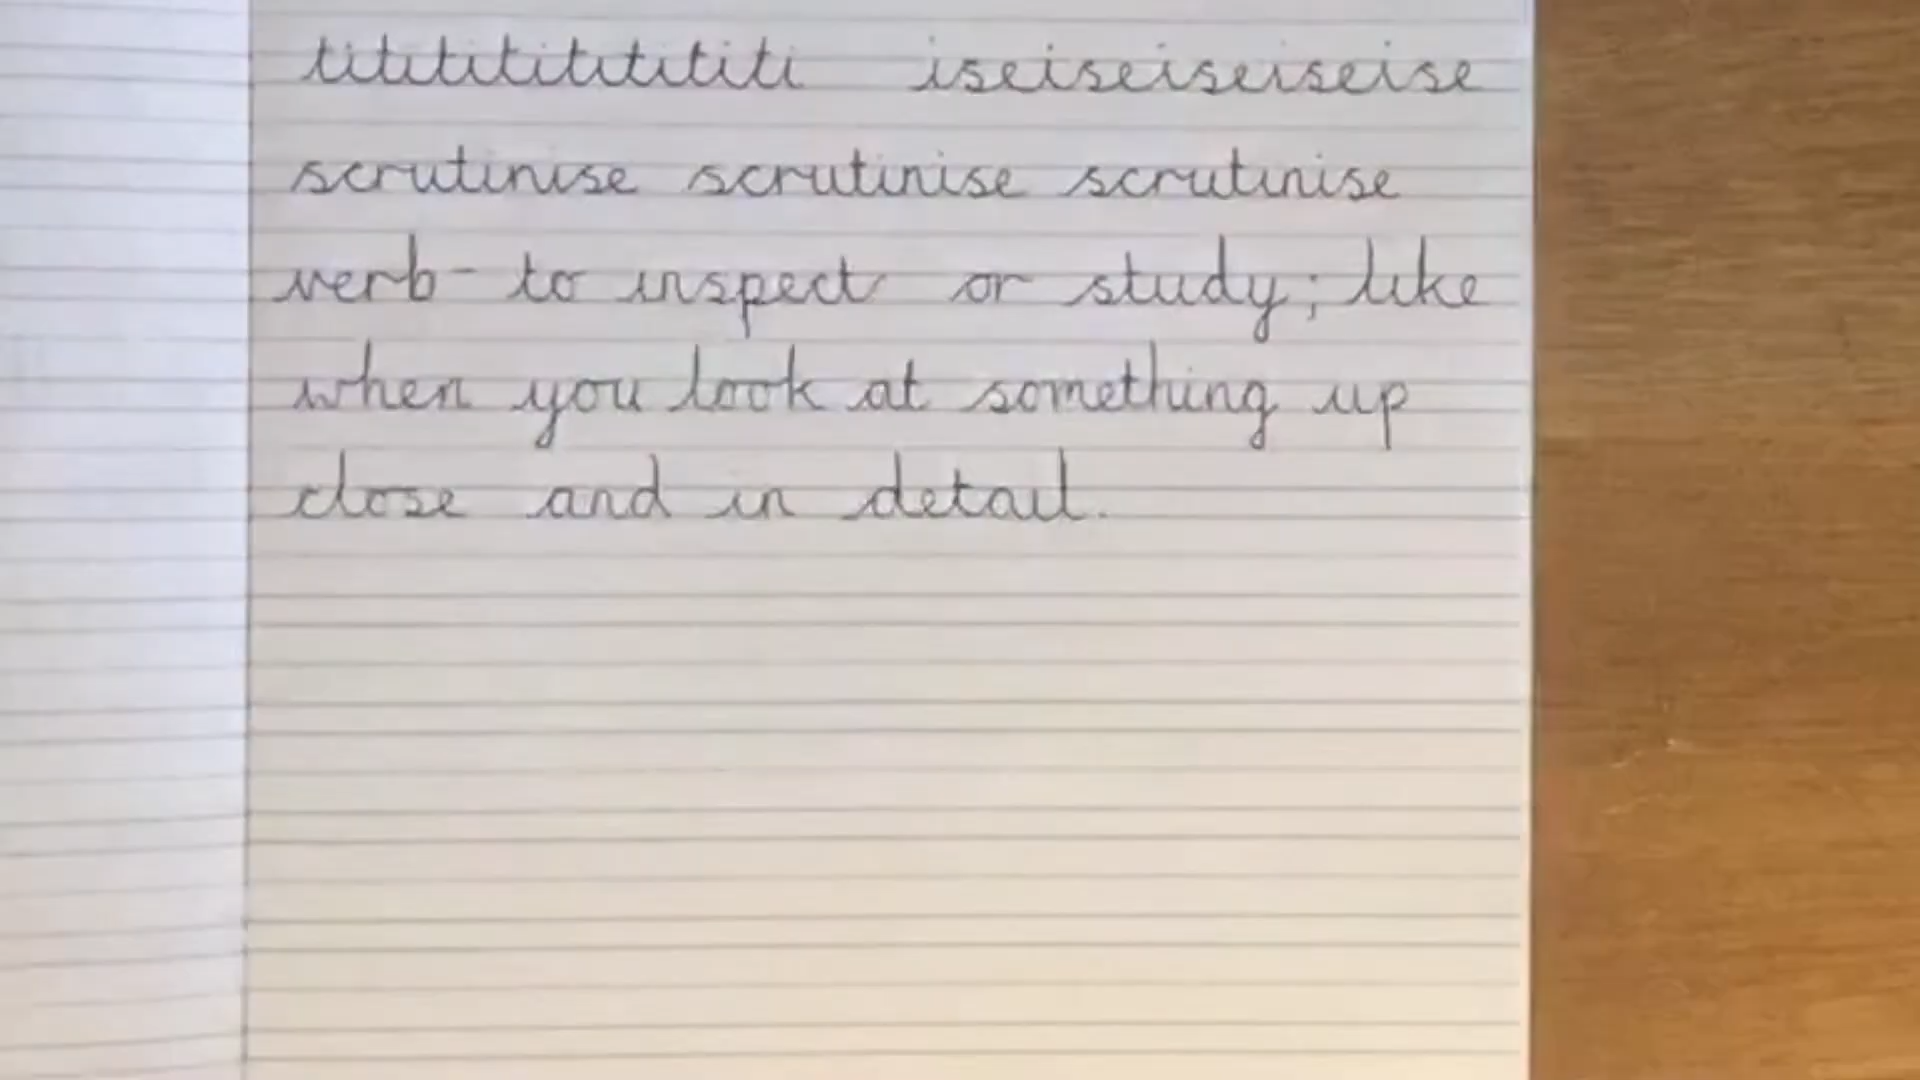 titititititititi iseiseiseiseise
scrutinise scrutinise scrutinise
verb - to inspect or study; like
when you look at something up
close and in detail.